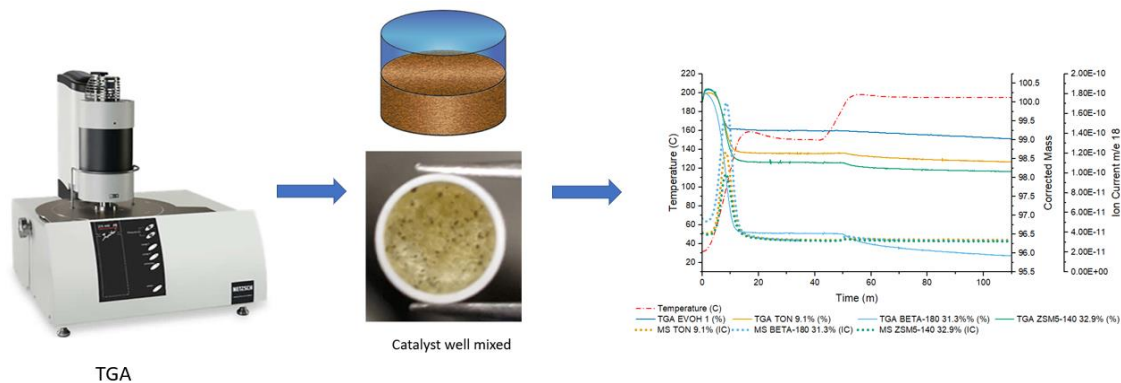 NETZSCH
TGA
Catalyst well mixed
Temperature (C)
220
200
180
160
140
120
100
80
60
40
20
0
20
40
60
80
100
Time (m)
100.5
100.0
99.5
99.0
98.5
98.0
97.5
97.0
96.5
96.0
95.5
Corrected Mass
2.00E-10
1.80E-10
1.60E-10
1.40E-10
1.20E-10
1.00E-10
8.00E-11
6.00E-11
4.00E-11
2.00E-11
0.00E+00
Ion Current m/e 18
Temperature (C)
TGA EVOH 1 (%) TGA TON 9.1% (%) TGA BETA-180 31.3%% (%) TGA ZSM5-140 32.9% (%)
MS TON 9.1% (IC) MS BETA-180 31.3% (IC) MS ZSM5-140 32.9% (IC)